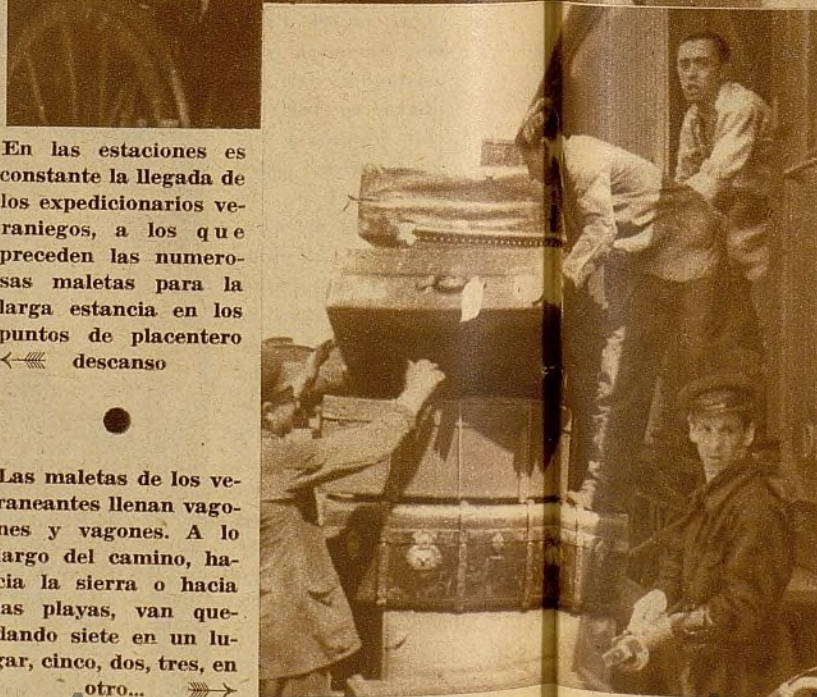 En las estaciones es
constante la llegada de
los expedicionarios ve-
raniegos, a los que
preceden las numero-
sas maletas para la
larga estancia en los
puntos de placentero
descanso
Las maletas de los ve-
raneantes llenan vago-
nes y vagones. A lo
largo del camino, ha-
cia la sierra o hacia
las playas, van que-
dando siete en un lu-
gar, cinco, dos, tres, en
otro...